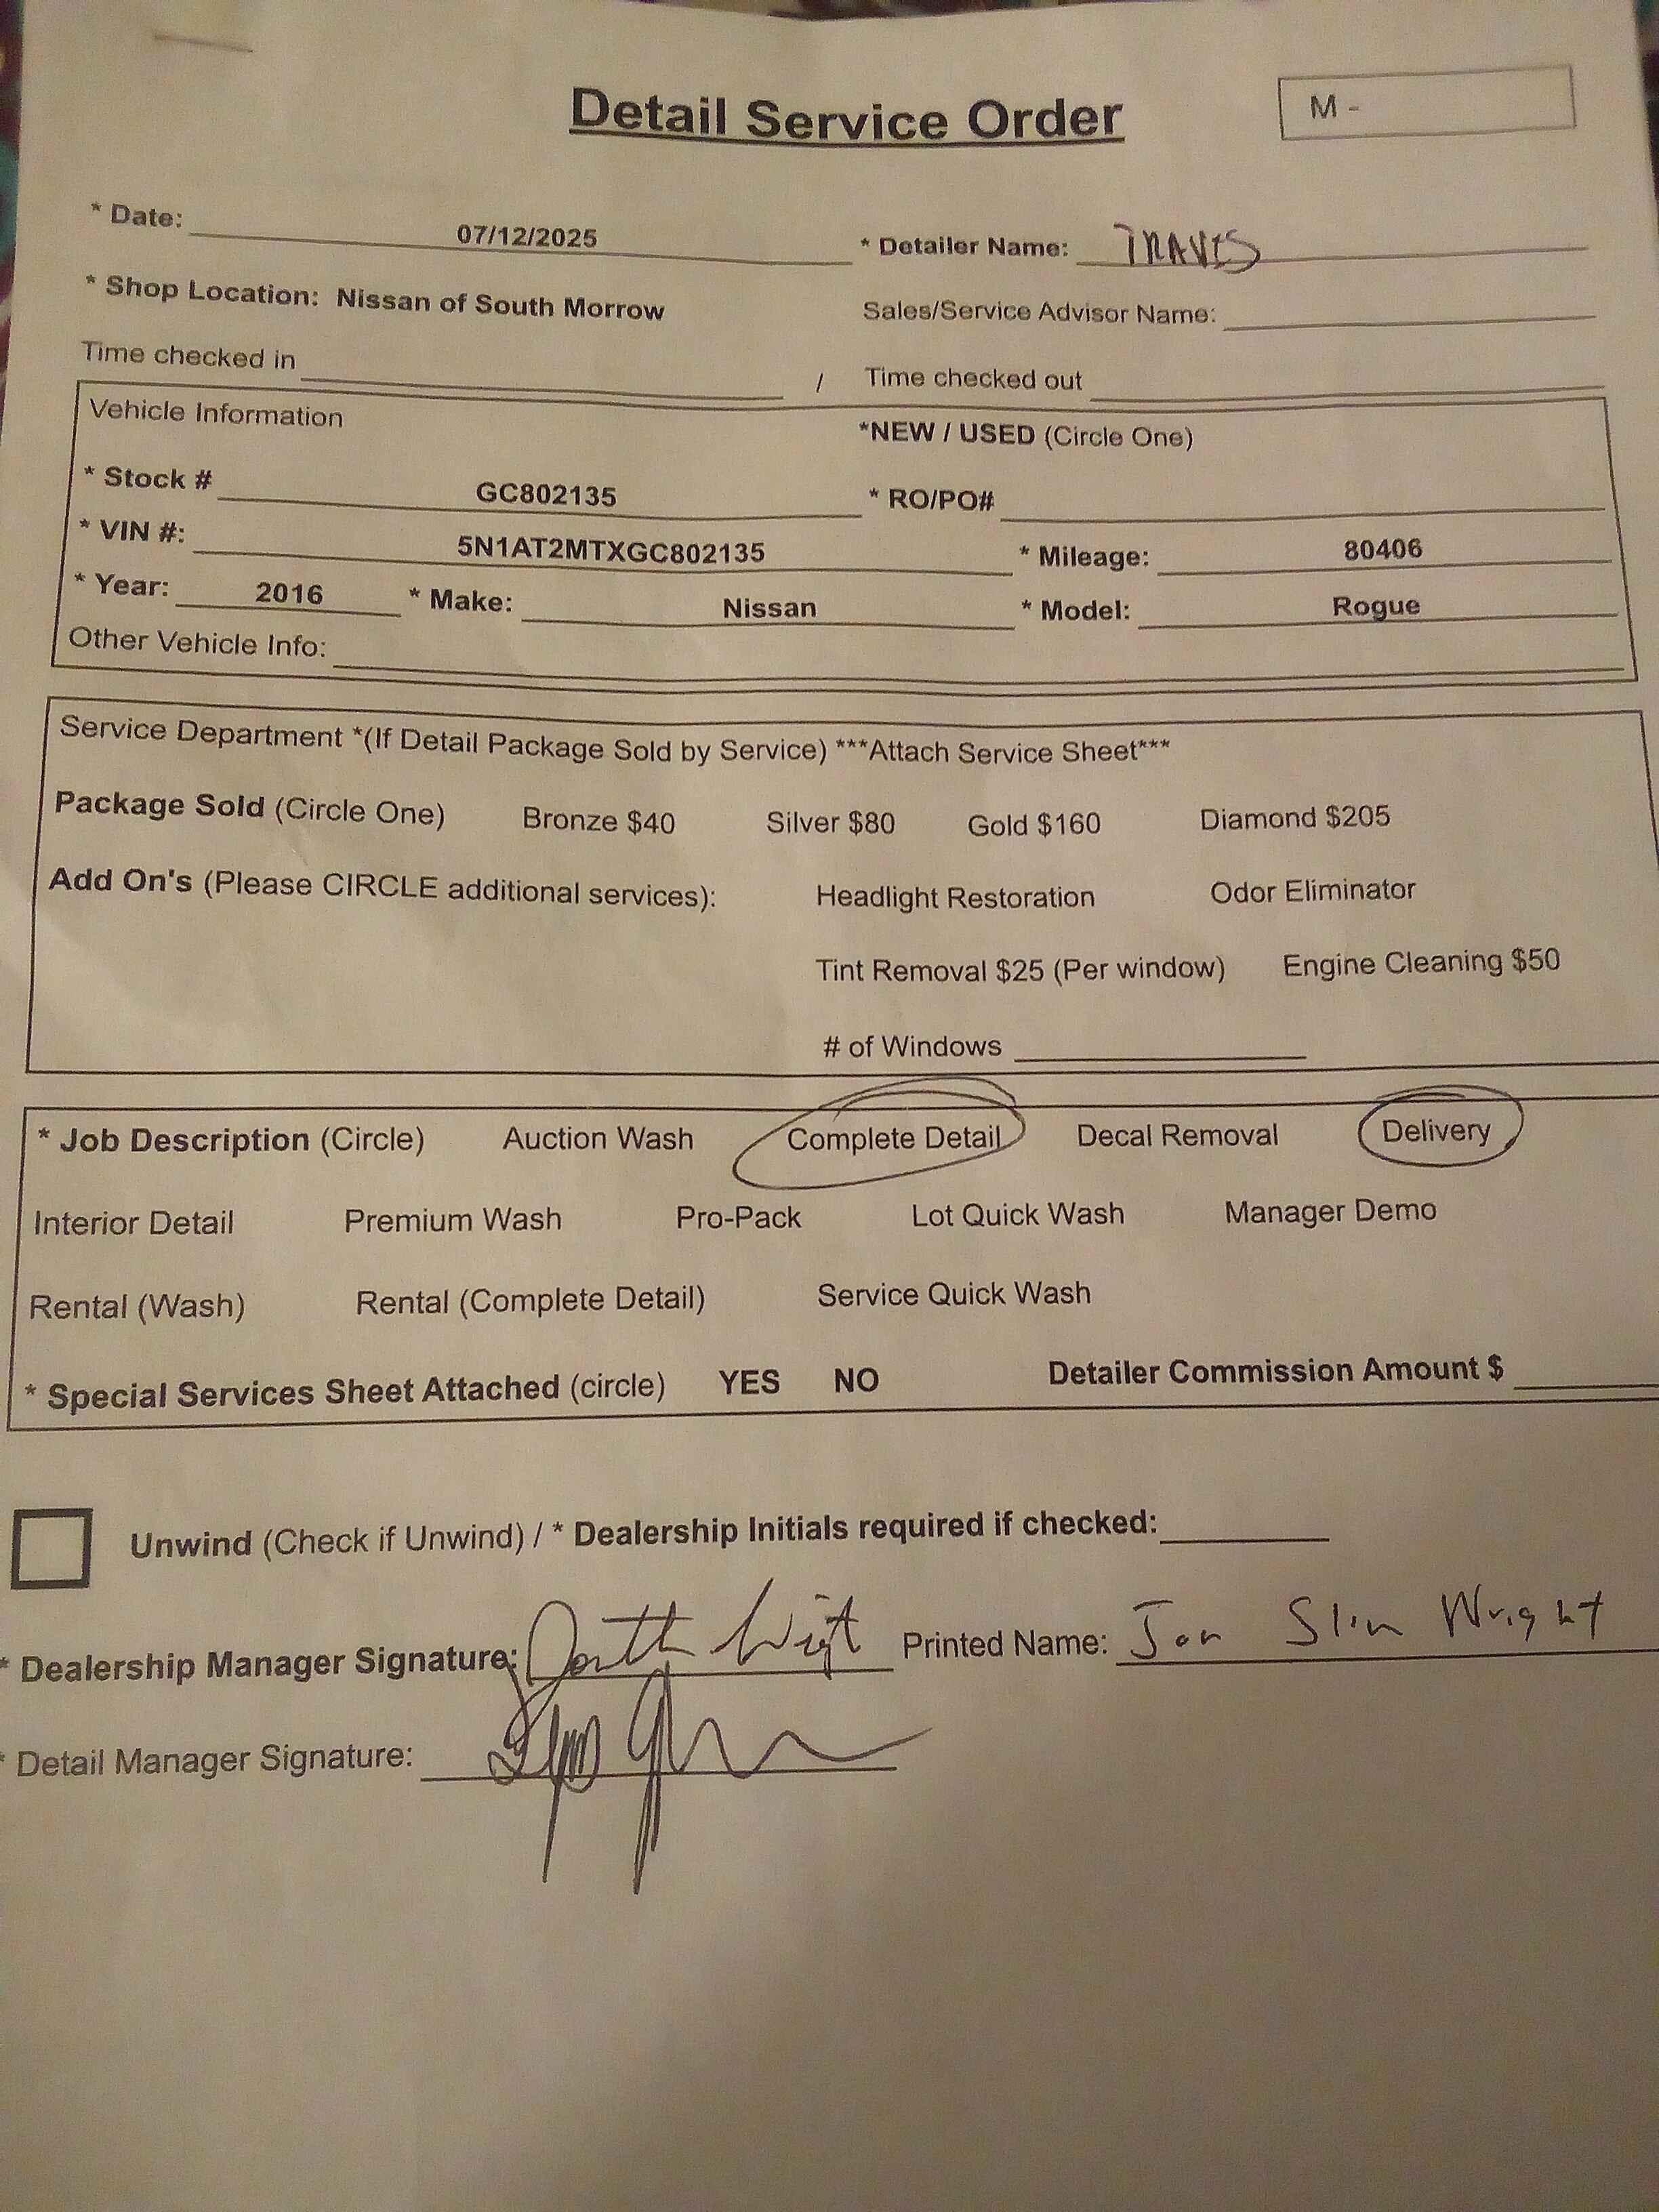 Detail Service Order
M -
* Date: 07/12/2025 * Detailer Name: TRAVIS
* Shop Location: Nissan of South Morrow Sales/Service Advisor Name:
Time checked in / Time checked out
Vehicle Information *NEW / USED (Circle One)
* Stock # GC802135 * RO/PO#
* VIN #: 5N1AT2MTXGC802135 * Mileage: 80406
* Year: 2016 * Make: Nissan * Model: Rogue
Other Vehicle Info:
Service Department *(If Detail Package Sold by Service) ***Attach Service Sheet***
Package Sold (Circle One) Bronze $40 Silver $80 Gold $160 Diamond $205
Add On's (Please CIRCLE additional services): Headlight Restoration Odor Eliminator
Tint Removal $25 (Per window) Engine Cleaning $50
# of Windows
* Job Description (Circle) Auction Wash Complete Detail Decal Removal Delivery
Interior Detail Premium Wash Pro-Pack Lot Quick Wash Manager Demo
Rental (Wash) Rental (Complete Detail) Service Quick Wash
* Special Services Sheet Attached (circle) YES NO Detailer Commission Amount $
Unwind (Check if Unwind) / * Dealership Initials required if checked:
* Dealership Manager Signature: Printed Name: Jon Slim Wright
* Detail Manager Signature: